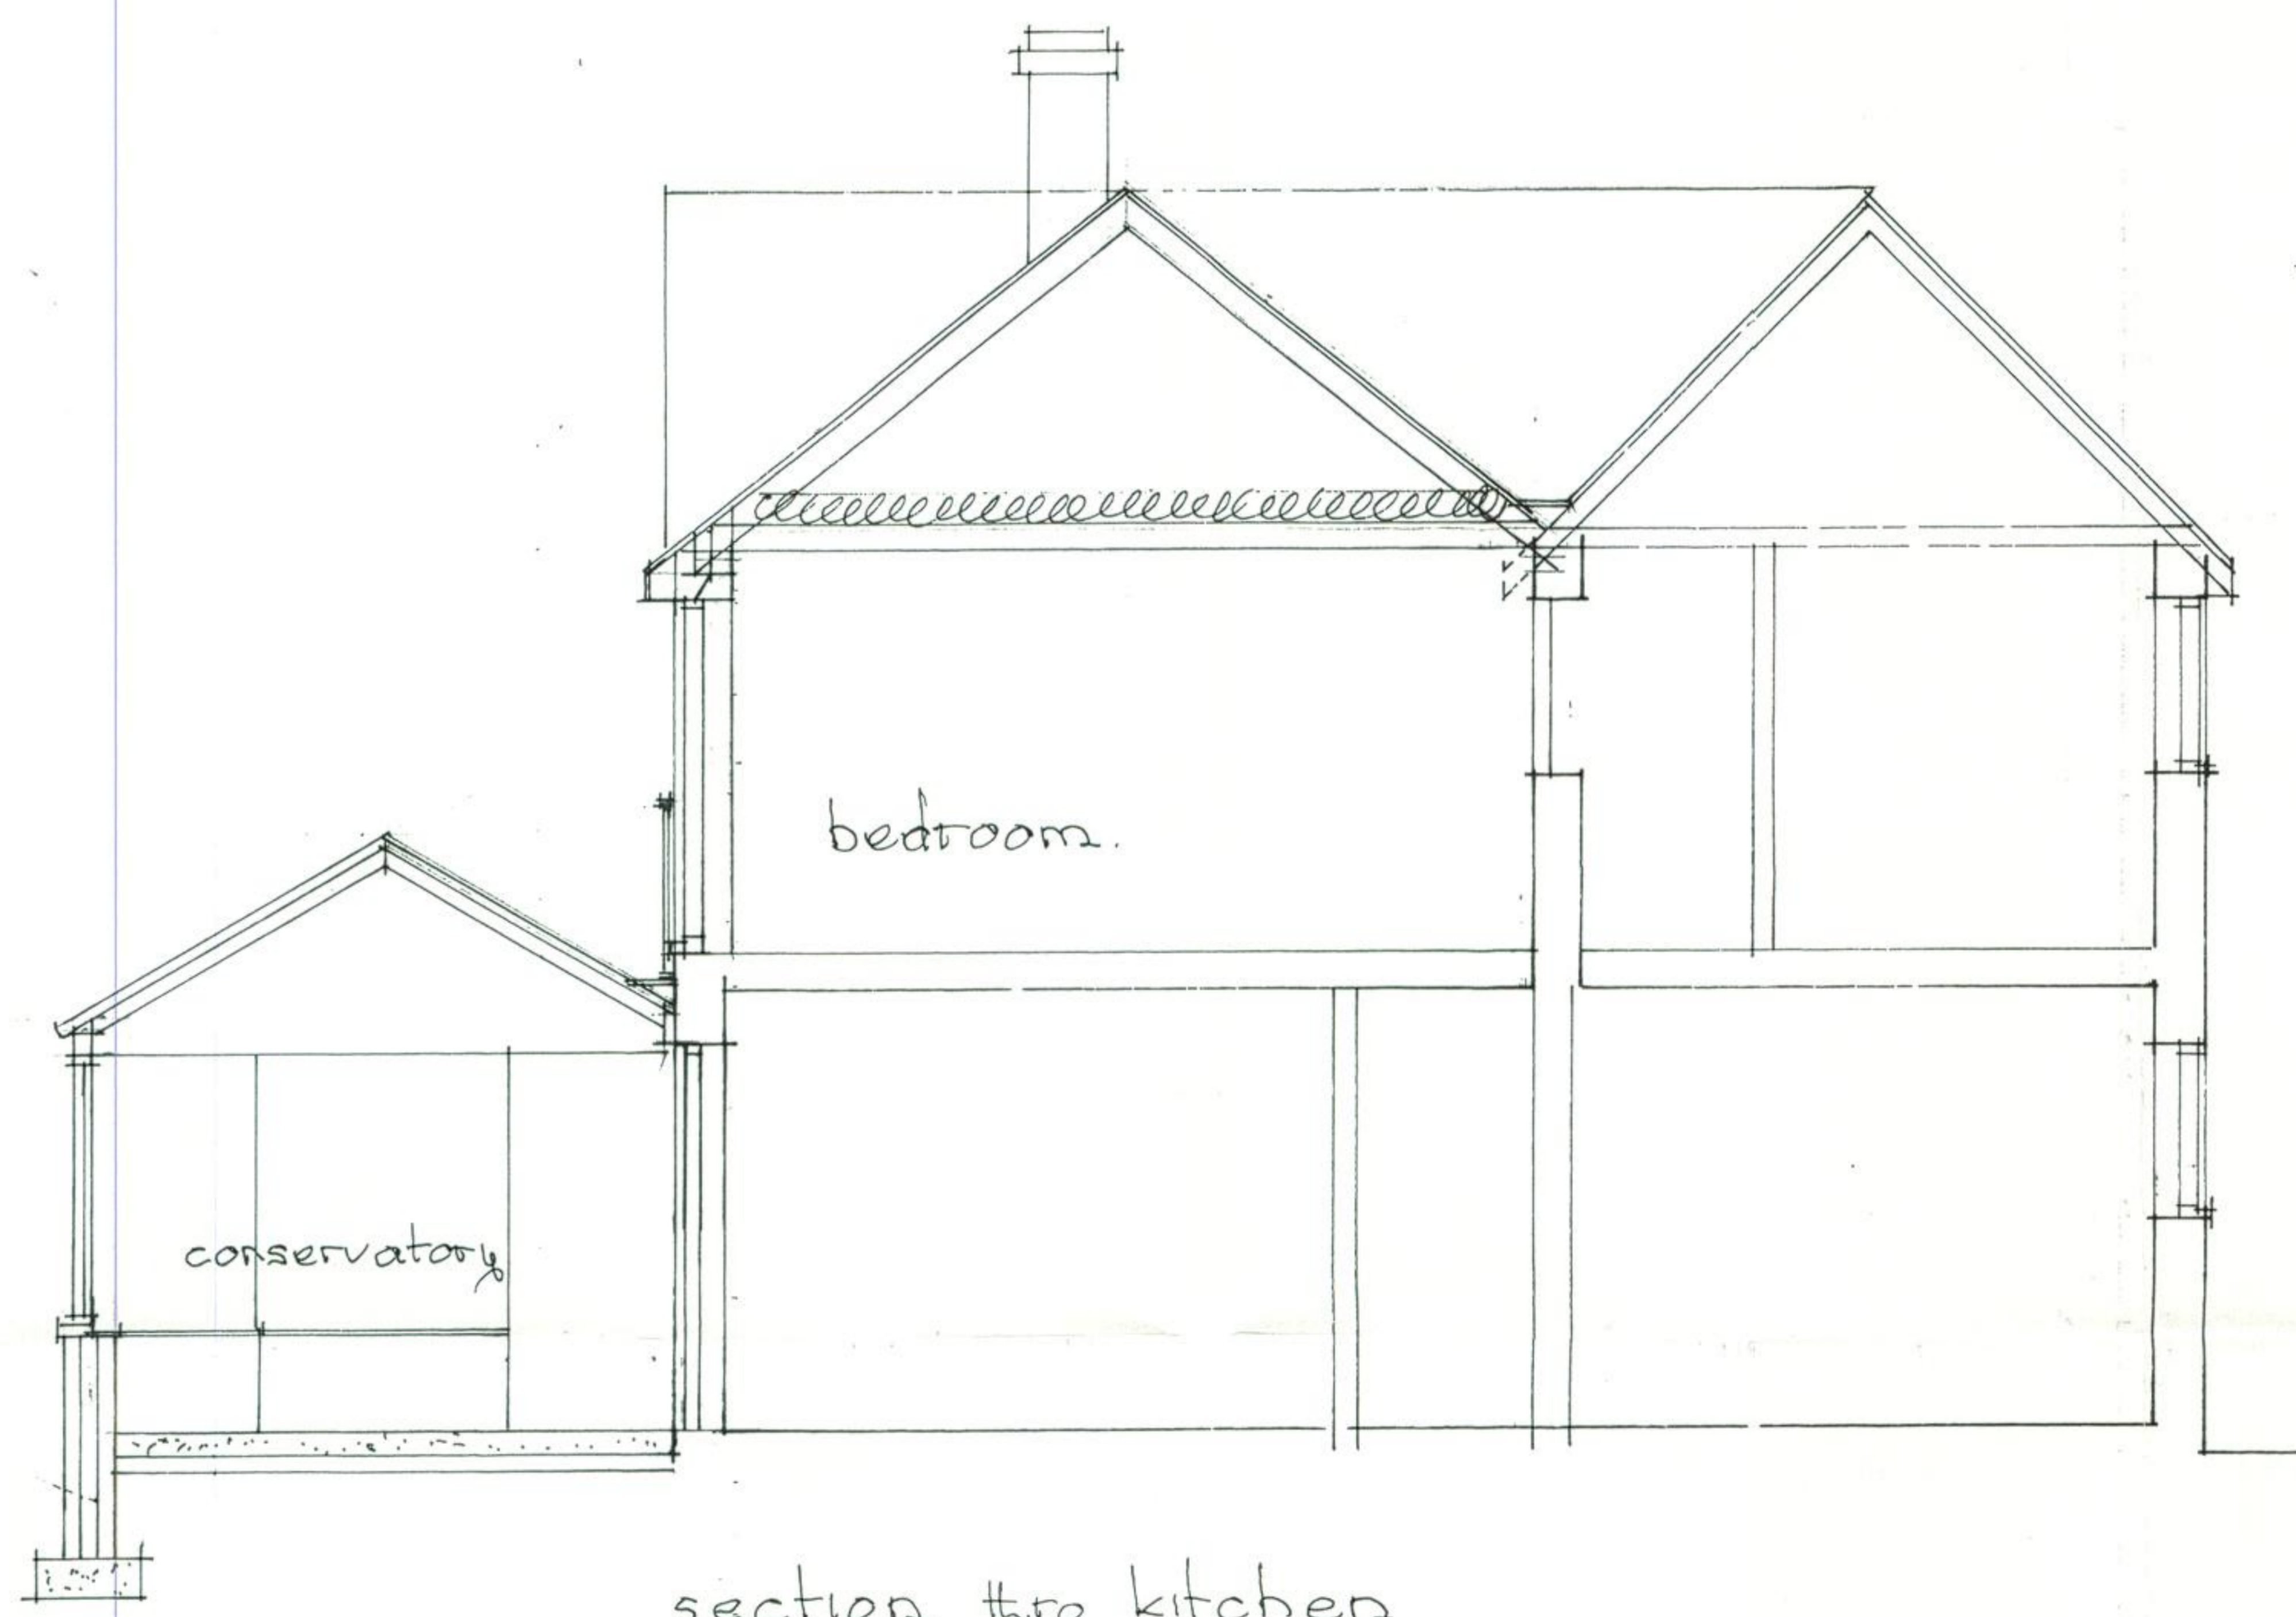 bedroom.
conservatory
section thro kitchen